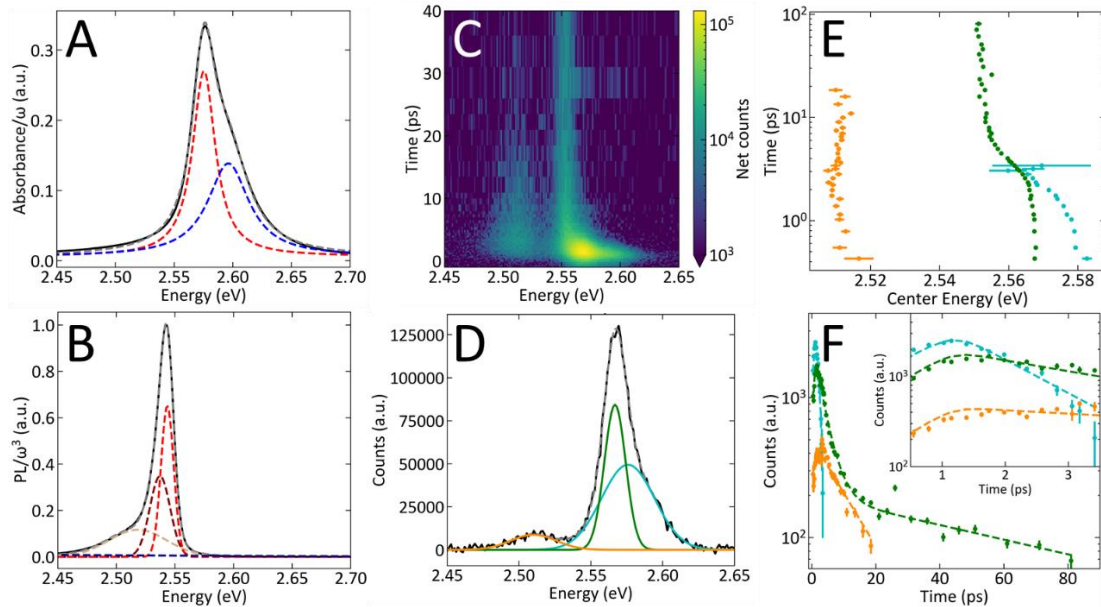 A
0.3
0.2
0.1
0.0
Absorbance/ω (a.u.)
2.45 2.50 2.55 2.60 2.65 2.70
Energy (eV)
C
40
30
20
10
0
Time (ps)
2.45 2.50 2.55 2.60 2.65
Energy (eV)
10⁵
10⁴
10³
Net counts
E
10²
10¹
10⁰
Time (ps)
2.52 2.54 2.56 2.58
Center Energy (eV)
B
1.0
0.8
0.6
0.4
0.2
0.0
PL/ω³ (a.u.)
2.45 2.50 2.55 2.60 2.65 2.70
Energy (eV)
D
125000
100000
75000
50000
25000
0
Counts (a.u.)
2.45 2.50 2.55 2.60 2.65
Energy (eV)
F
10³
10²
Counts (a.u.)
0 20 40 60 80
Time (ps)
10³
10²
Counts (a.u.)
1 2 3
Time (ps)